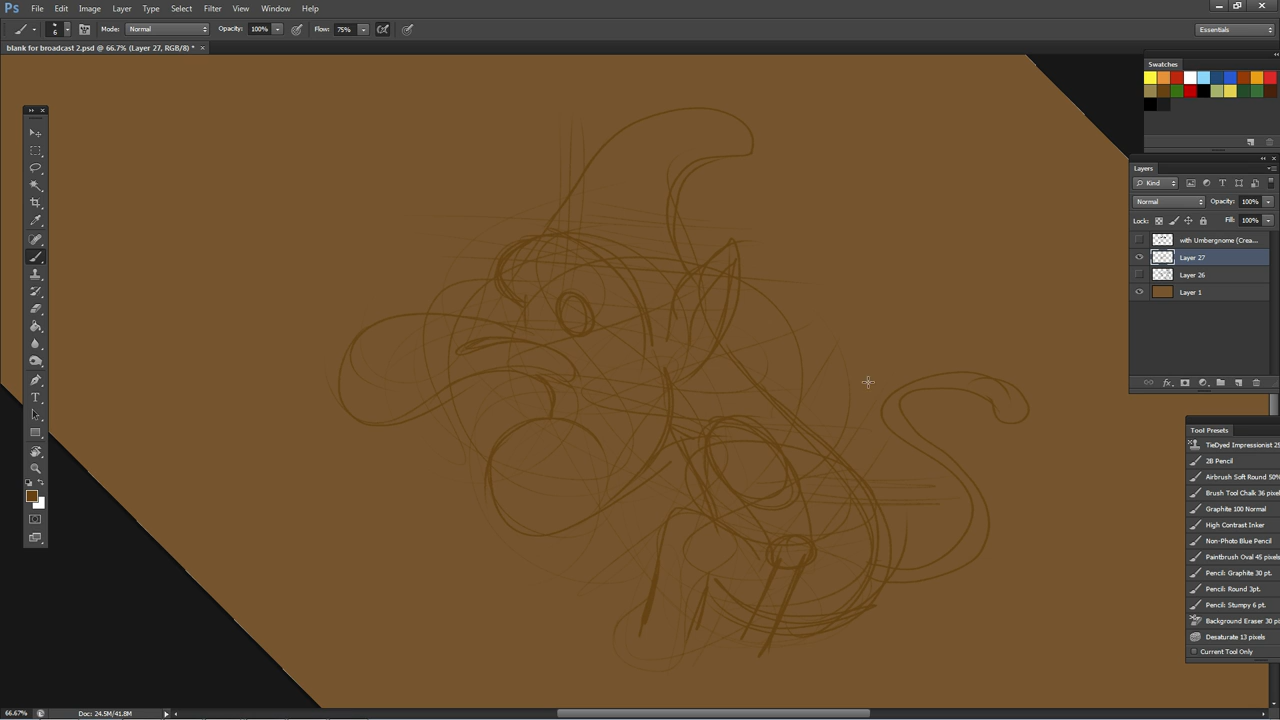 Ps File Edit Image Layer Type Select Filter View Window Help
6 Mode: Normal Opacity: 100% Flow: 75% Essentials
blank for broadcast 2.psd @ 66.7% (Layer 27, RGB/8) * ×
Swatches
Layers
Kind
Normal Opacity: 100%
Lock: Fill: 100%
with Umbergnome (Crea...
Layer 27
Layer 26
Layer 1
fx
Tool Presets
TieDyed Impressionist 25
2B Pencil
Airbrush Soft Round 50%
Brush Tool Chalk 36 pixel
Graphite 100 Normal
High Contrast Inker
Non-Photo Blue Pencil
Paintbrush Oval 45 pixels
Pencil: Graphite 30 pt.
Pencil: Round 3pt.
Pencil: Stumpy 6 pt.
Background Eraser 30 pi
Desaturate 13 pixels
Current Tool Only
66.67% Doc: 24.5M/41.8M